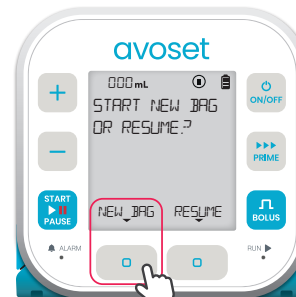 avoset
000 mL
ON/OFF
START NEW BAG
OR RESUME?
PRIME
START
PAUSE
NEW BAG
RESUME
BOLUS
ALARM
RUN